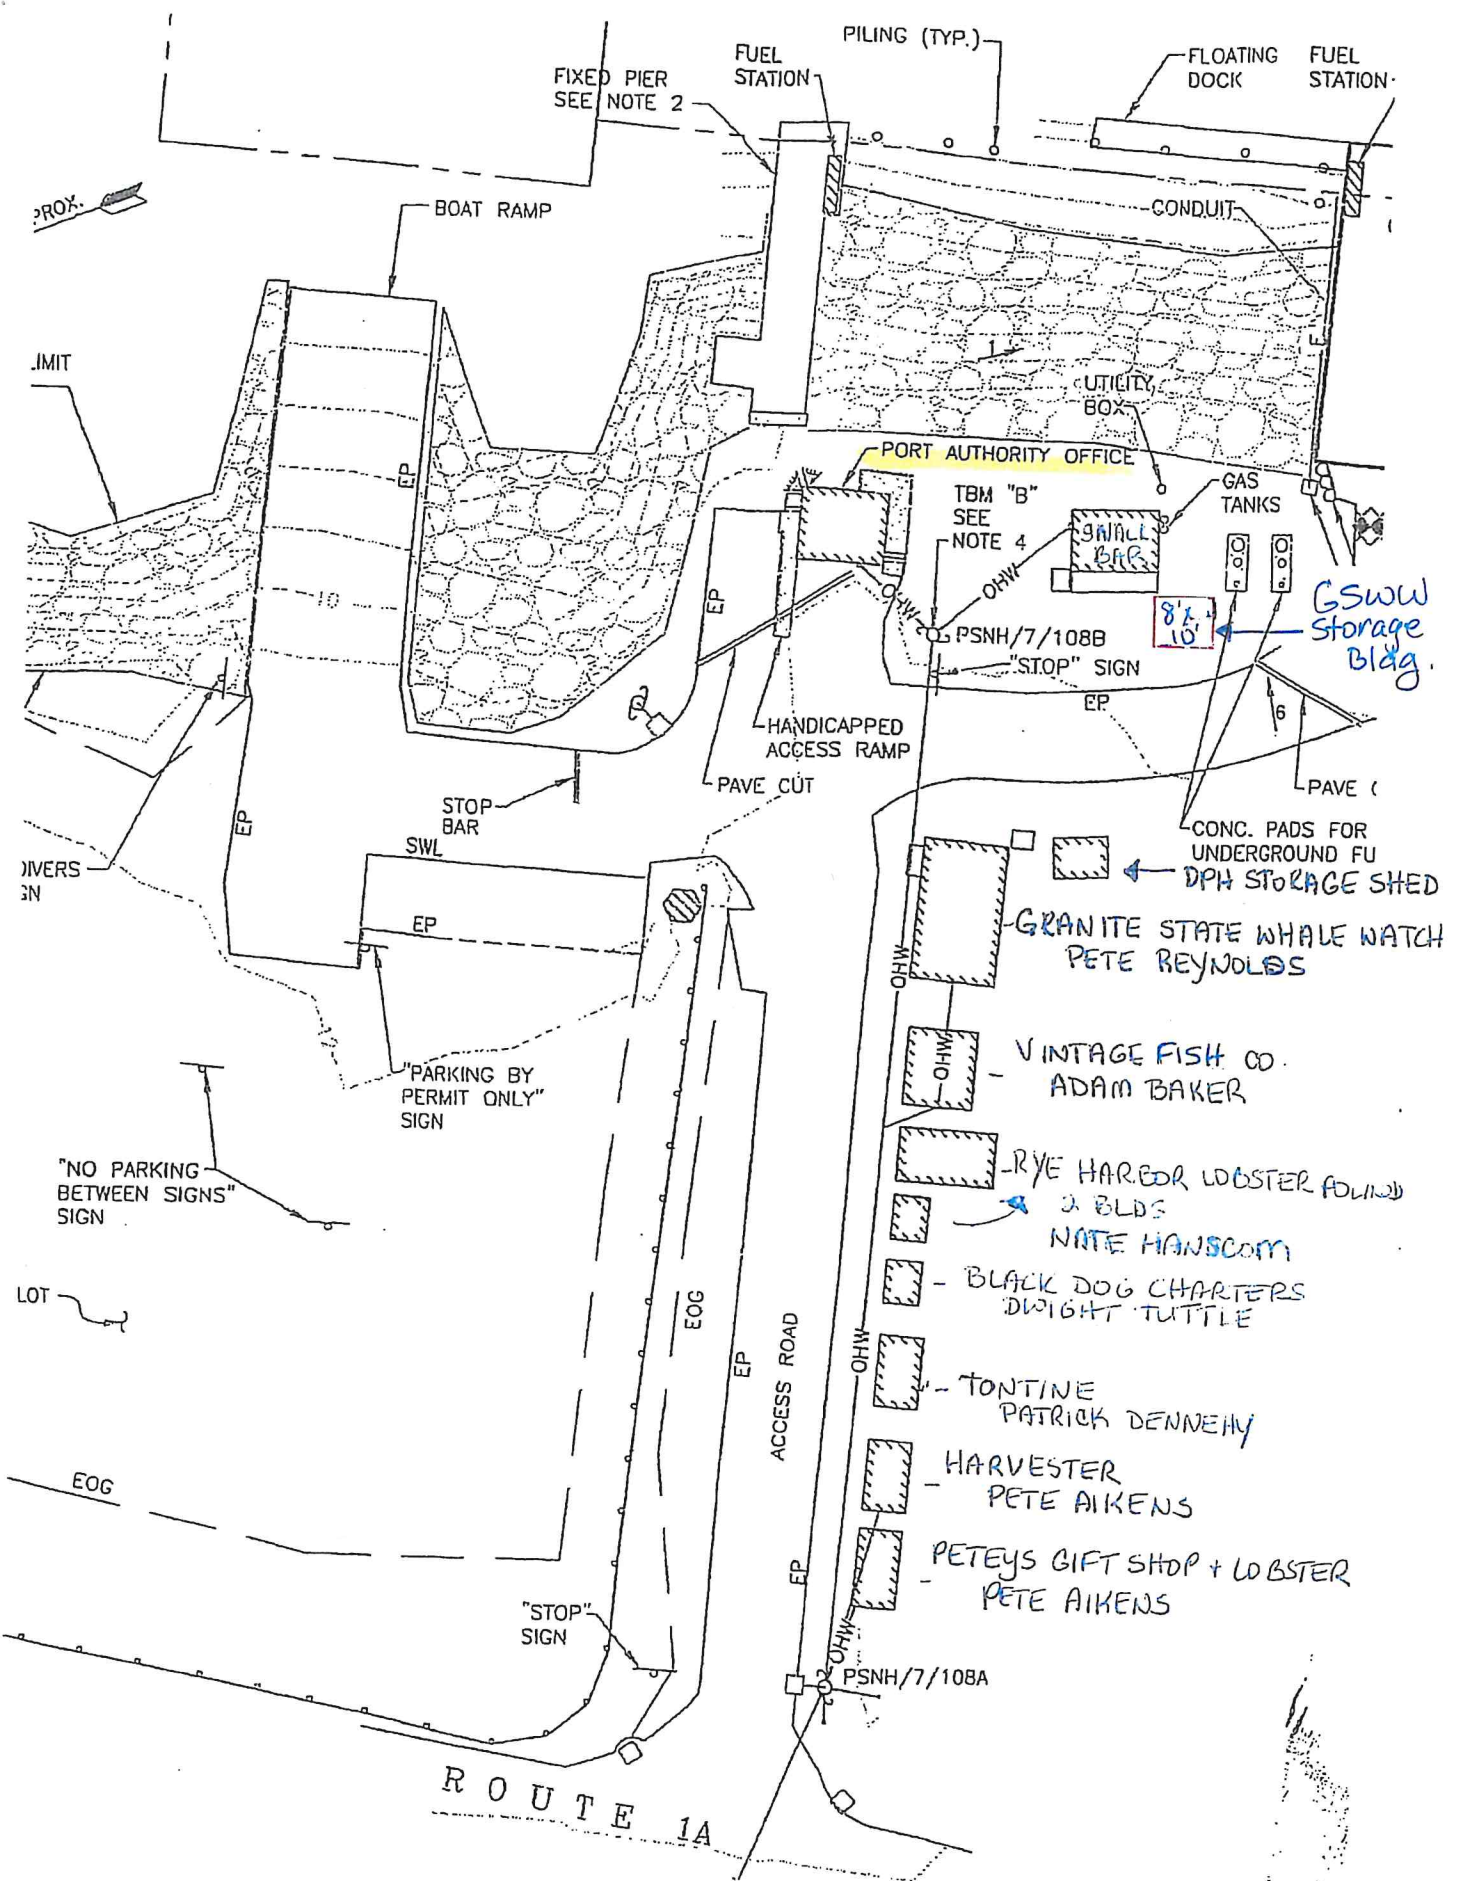 PILING (TYP.)
FUEL
STATION
FLOATING
DOCK
FUEL
STATION
FIXED PIER
SEE NOTE 2
PROX.
BOAT RAMP
CONDUIT
E
LIMIT
1
UTILITY
BOX
EP
PORT AUTHORITY OFFICE
TBM "B"
SEE
NOTE 4
GAS
TANKS
SMALL
BAR
OHW
OHW
10
EP
8' x
10'
GSWW
Storage
Bldg.
PSNH/7/108B
"STOP" SIGN
EP
6
HANDICAPPED
ACCESS RAMP
PAVE CUT
PAVE C
STOP
BAR
EP
SWL
CONC. PADS FOR
UNDERGROUND FU
DPH STORAGE SHED
DIVERS
GN
EP
GRANITE STATE WHALE WATCH
PETE REYNOLDS
OHW
12
"PARKING BY
PERMIT ONLY"
SIGN
OHW
VINTAGE FISH CO.
ADAM BAKER
"NO PARKING
BETWEEN SIGNS"
SIGN
RYE HARBOR LOBSTER POUND
2 BLDS
NATE HANSCOM
LOT
EOG
EP
ACCESS ROAD
OHW
BLACK DOG CHARTERS
DWIGHT TUTTLE
TONTINE
PATRICK DENNEHY
EOG
HARVESTER
PETE AIKENS
EP
PETEYS GIFT SHOP + LOBSTER
PETE AIKENS
"STOP"
SIGN
OHW
PSNH/7/108A
ROUTE 1A